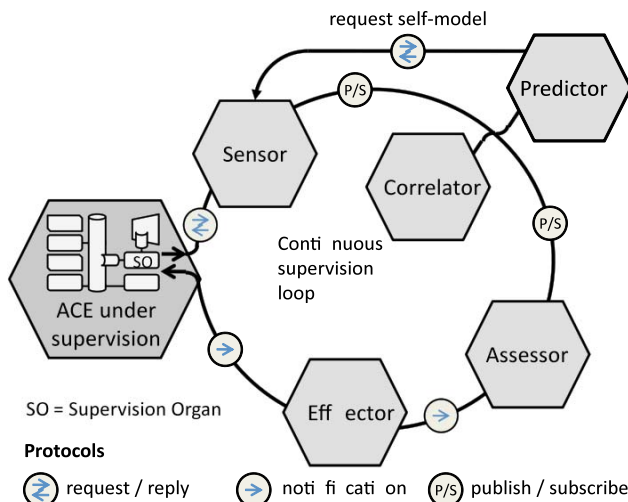 request self-model
P/S
Predictor
Sensor
Correlator
P/S
SO
Conti nuous
supervision
loop
ACE under
supervision
Assessor
Eff ector
SO = Supervision Organ
Protocols
request / reply
noti fi cati on
P/S
publish / subscribe